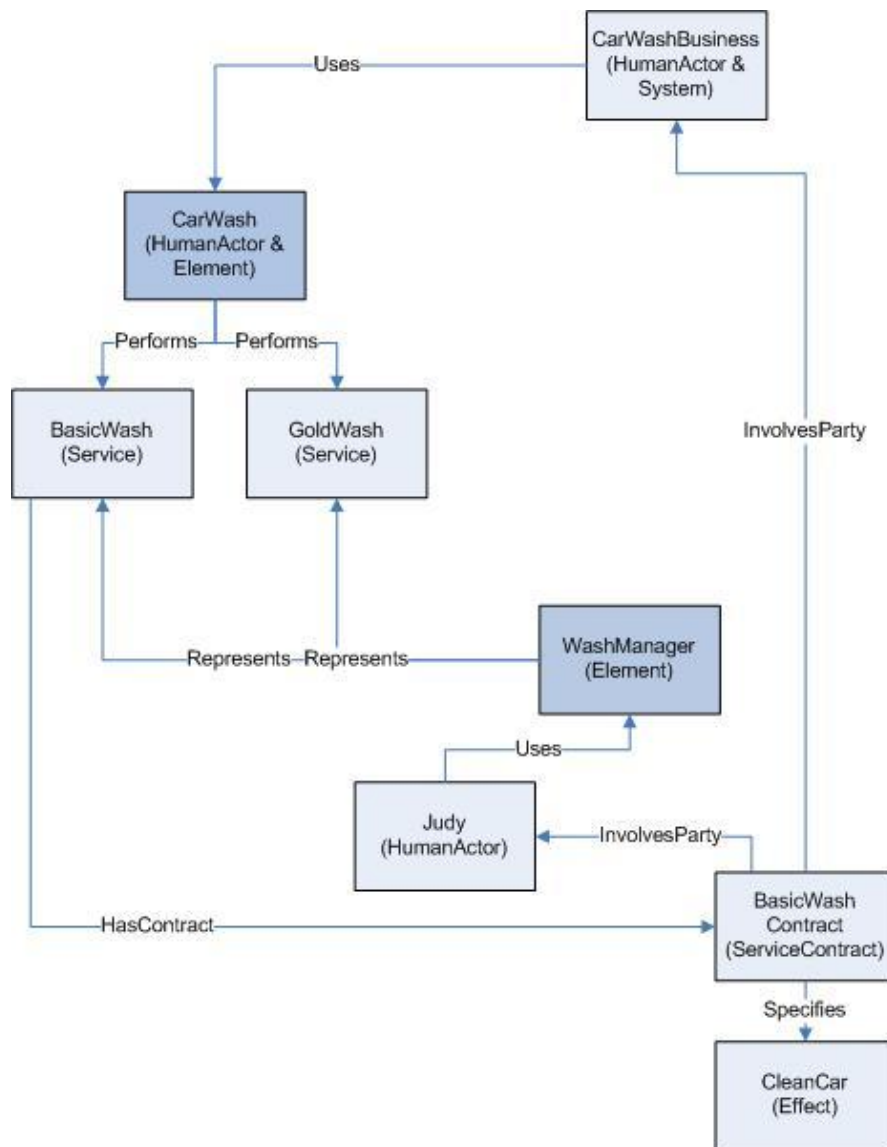 CarWashBusiness
(HumanActor &
System)
Uses
CarWash
(HumanActor &
Element)
Performs
Performs
BasicWash
(Service)
GoldWash
(Service)
InvolvesParty
WashManager
(Element)
Represents
Represents
Uses
Judy
(HumanActor)
InvolvesParty
BasicWash
Contract
(ServiceContract)
HasContract
Specifies
CleanCar
(Effect)